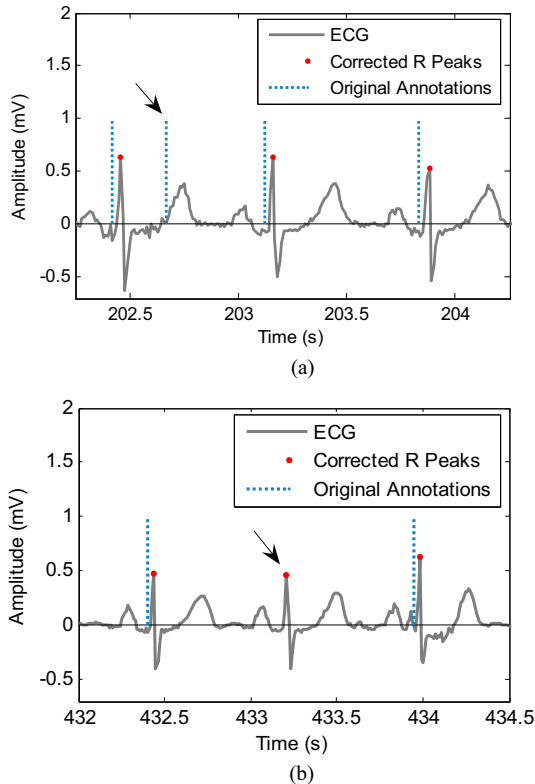 2
1.5
1
0.5
0
-0.5
Amplitude (mV)
ECG
Corrected R Peaks
Original Annotations
202.5
203
203.5
204
Time (s)
(a)
2
1.5
1
0.5
0
-0.5
Amplitude (mV)
ECG
Corrected R Peaks
Original Annotations
432
432.5
433
433.5
434
434.5
Time (s)
(b)